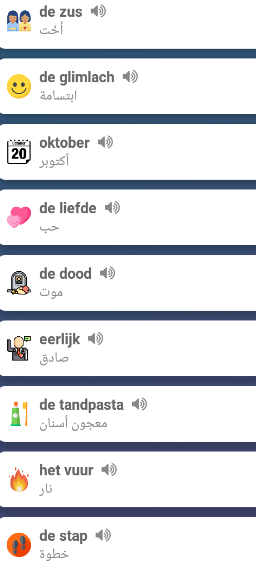 de zus
أخت
de glimlach
ابتسامة
oktober
20
أكتوبر
de liefde
حب
de dood
موت
eerlijk
صادق
de tandpasta
معجون أسنان
het vuur
نار
de stap
خطوة